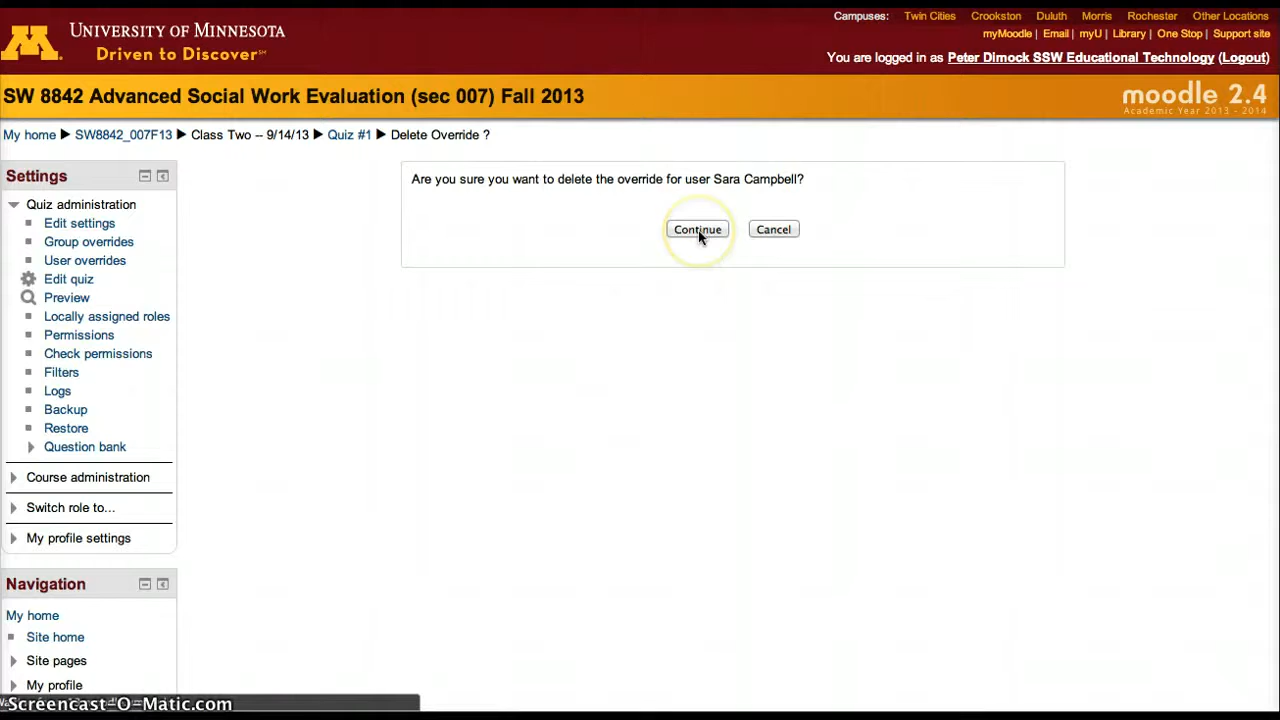 Campuses: Twin Cities Crookston Duluth Morris Rochester Other Locations
UNIVERSITY OF MINNESOTA
myMoodle | Email | myU | Library | One Stop | Support site
Driven to Discover℠
You are logged in as Peter Dimock SSW Educational Technology (Logout)
SW 8842 Advanced Social Work Evaluation (sec 007) Fall 2013
moodle 2.4
Academic Year 2013 - 2014
My home ► SW8842_007F13 ► Class Two -- 9/14/13 ► Quiz #1 ► Delete Override ?
Settings
Are you sure you want to delete the override for user Sara Campbell?
Continue Cancel
Quiz administration
Edit settings
Group overrides
User overrides
Edit quiz
Preview
Locally assigned roles
Permissions
Check permissions
Filters
Logs
Backup
Restore
Question bank
Course administration
Switch role to...
My profile settings
Navigation
My home
Site home
Site pages
My profile
Screencast-O-Matic.com